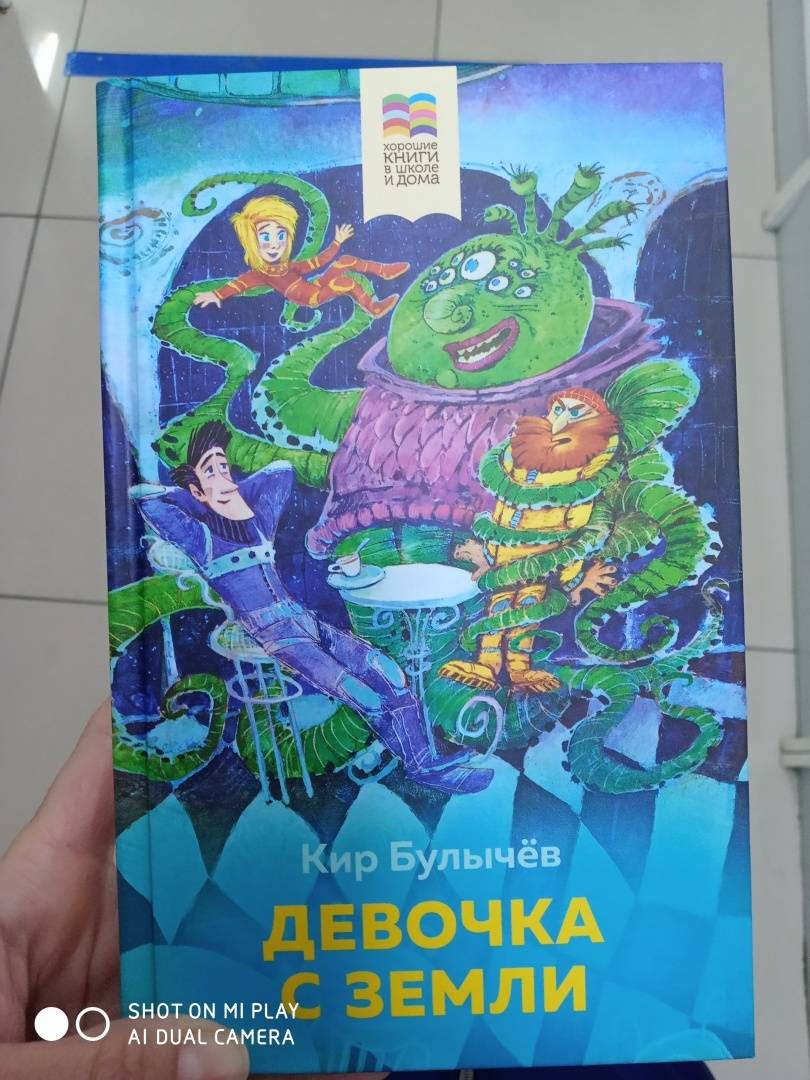 хорошие
книги
в школе
и дома
Кир Булычёв
ДЕВОЧКА
С ЗЕМЛИ
SHOT ON MI PLAY
AI DUAL CAMERA